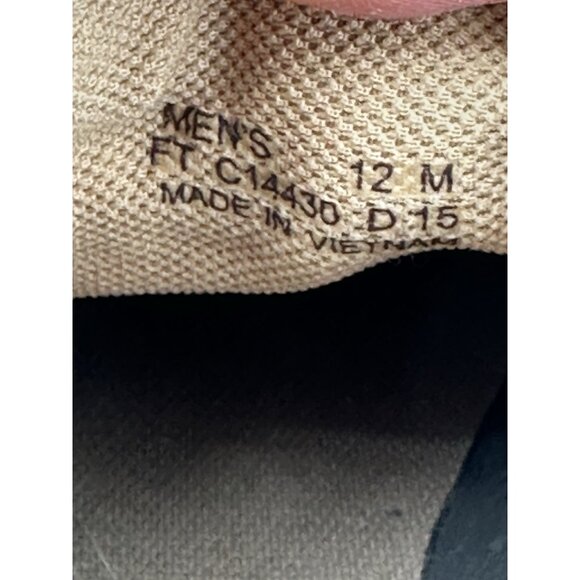 MEN'S
FT C14430 12 M
MADE IN VIETNAM D 15